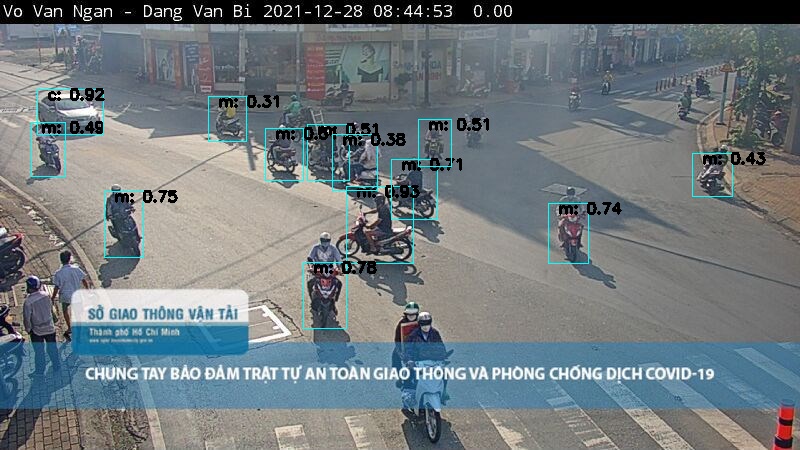 Vo Van Ngan - Dang Van Bi 2021-12-28 08:44:53 0.00
c: 0.92
m: 0.31
m: 0.49
m: 0.51
m: 0.51
m: 0.38
m: 0.71
m: 0.43
m: 0.93
m: 0.75
m: 0.74
m: 0.78
SỞ GIAO THÔNG VẬN TẢI
Thành phố Hồ Chí Minh
CHUNG TAY BẢO ĐẢM TRẬT TỰ AN TOÀN GIAO THÔNG VÀ PHÒNG CHỐNG DỊCH COVID-19